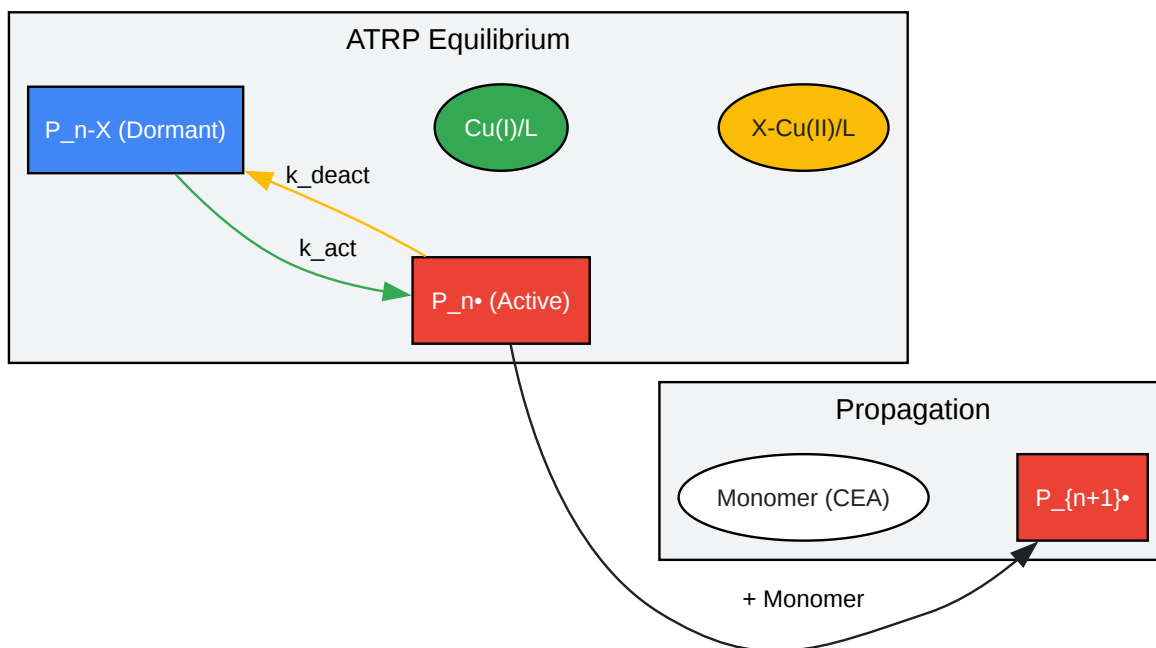 ATRP Equilibrium
P_n-X (Dormant)
Cu(I)/L
X-Cu(II)/L
k_deact
k_act
P_n• (Active)
Propagation
Monomer (CEA)
P_{n+1}•
+ Monomer